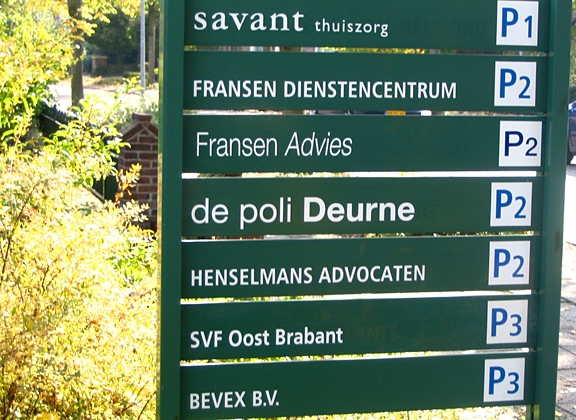 savant thuiszorg P1
FRANSEN DIENSTENCENTRUM P2
Fransen Advies P2
de poli Deurne P2
HENSELMANS ADVOCATEN P2
SVF Oost Brabant P3
BEVEX B.V. P3